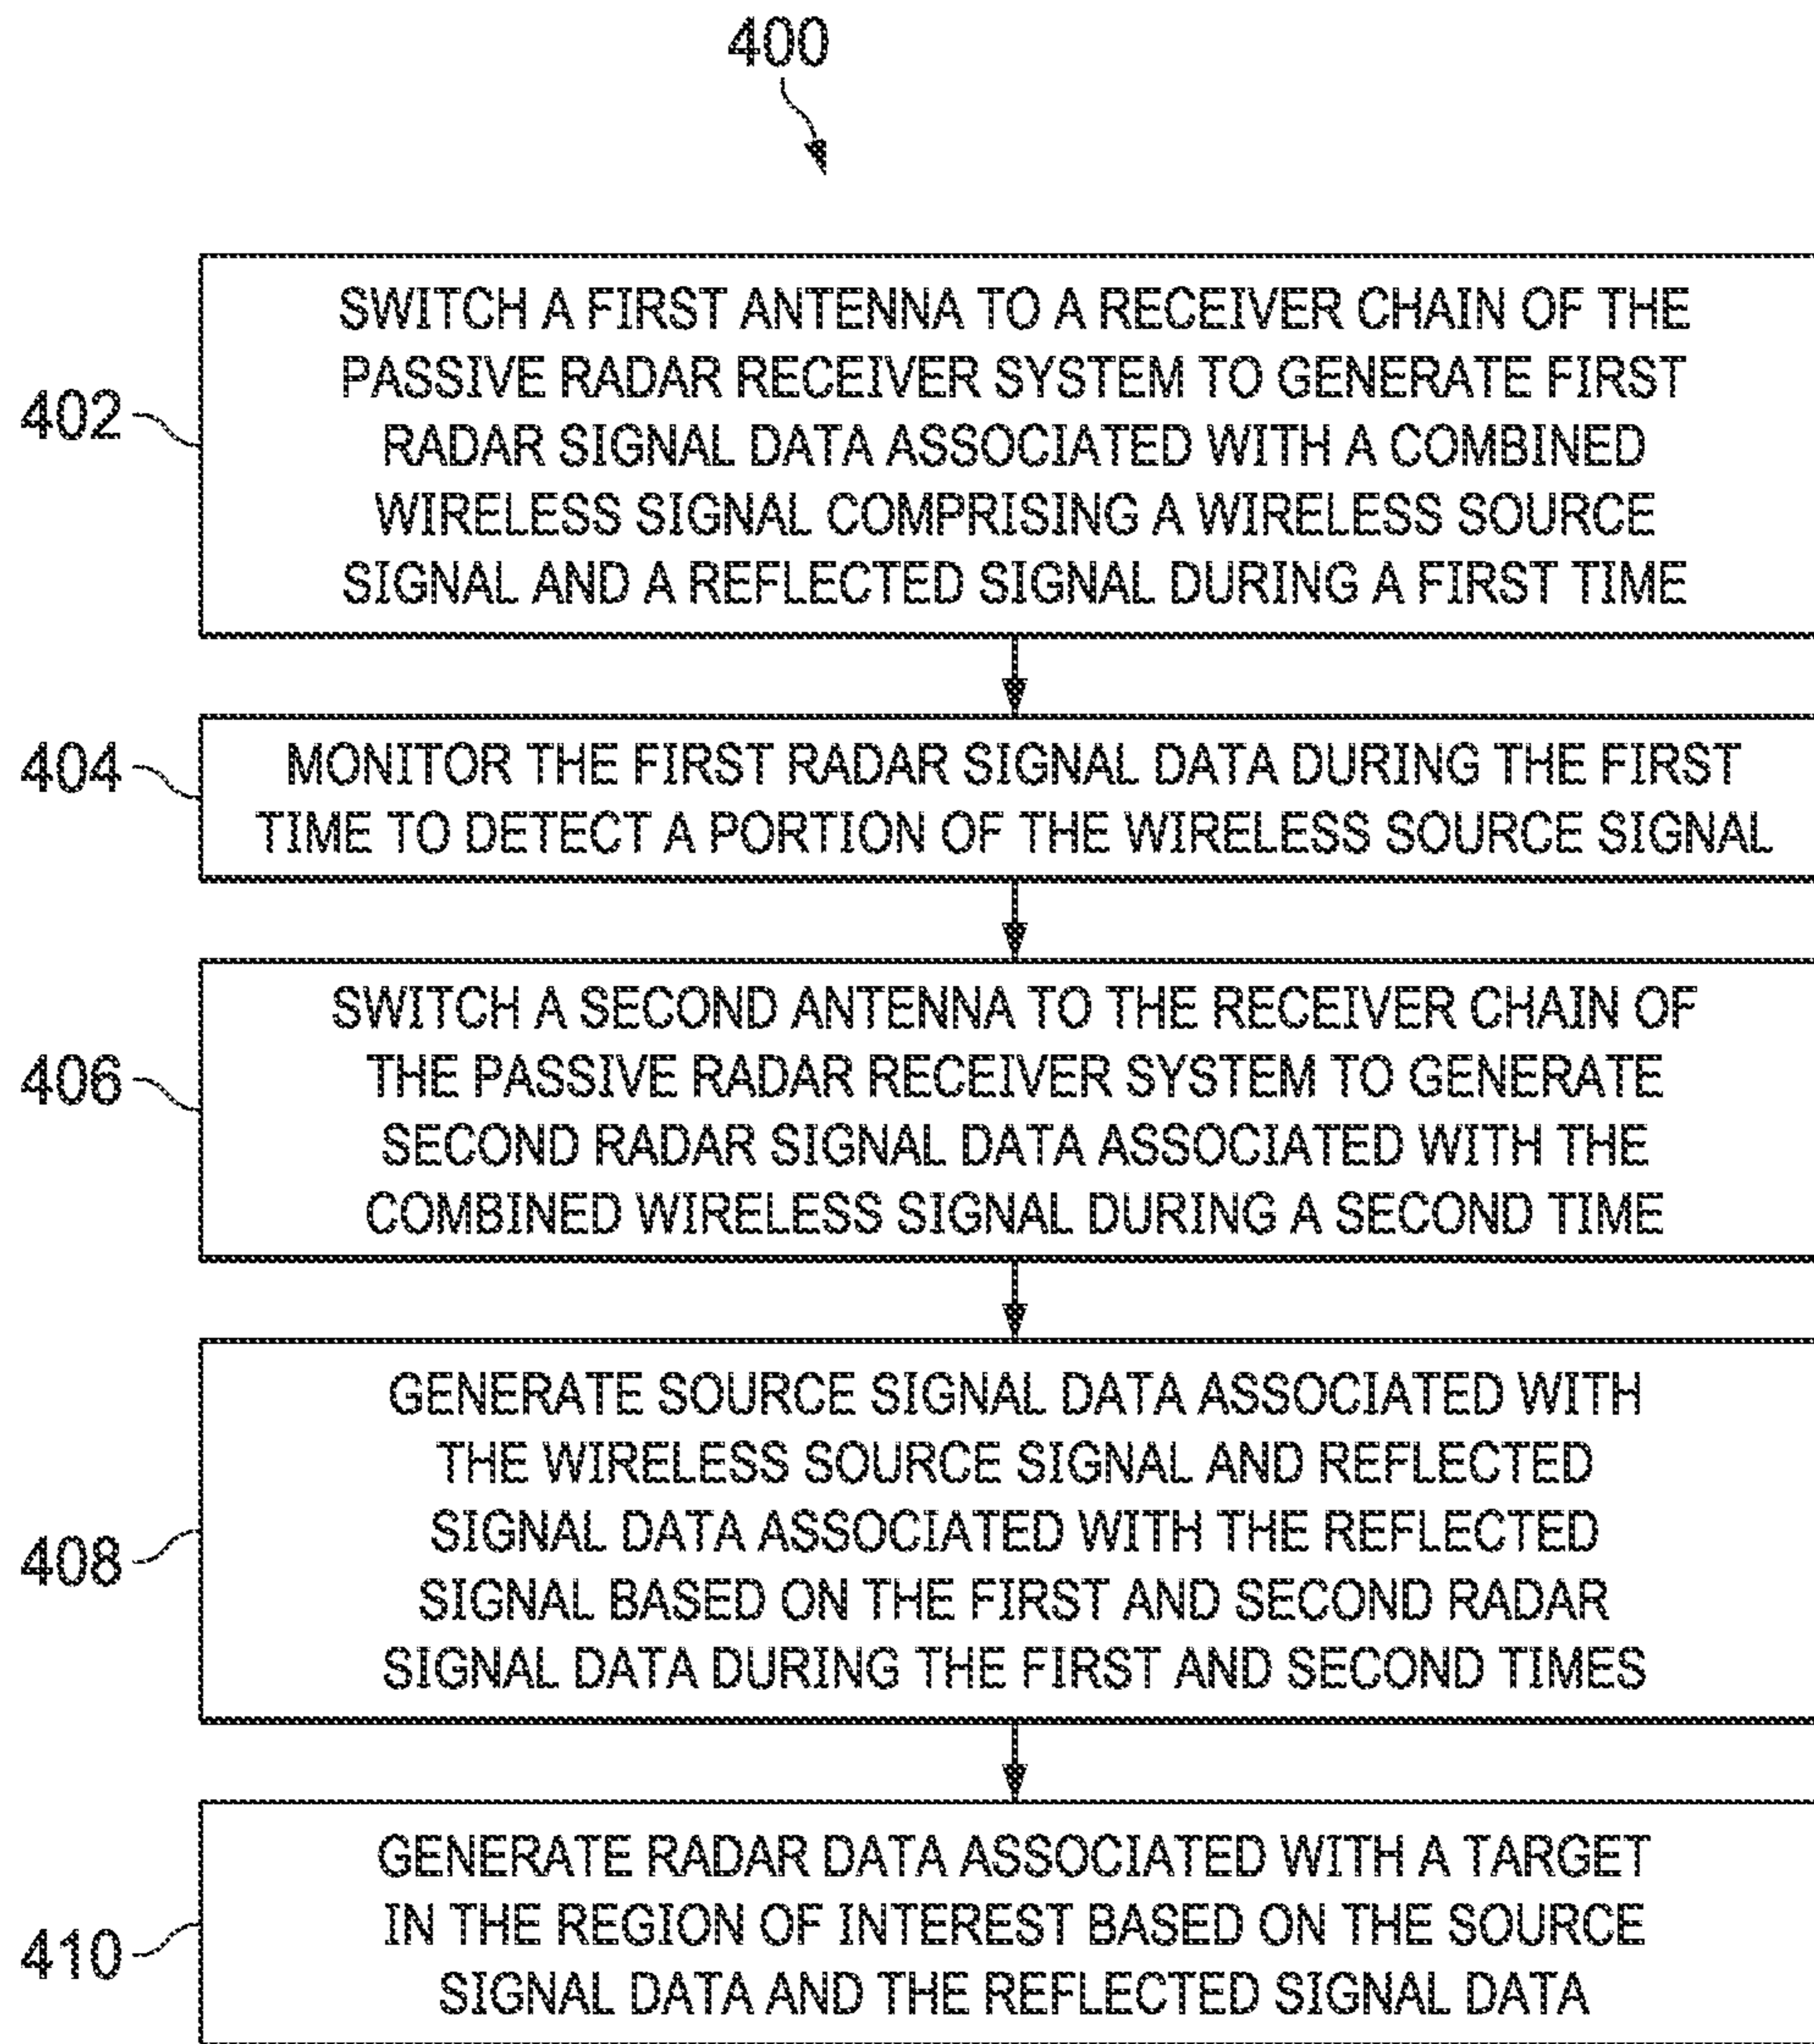 400
402
SWITCH A FIRST ANTENNA TO A RECEIVER CHAIN OF THE
PASSIVE RADAR RECEIVER SYSTEM TO GENERATE FIRST
RADAR SIGNAL DATA ASSOCIATED WITH A COMBINED
WIRELESS SIGNAL COMPRISING A WIRELESS SOURCE
SIGNAL AND A REFLECTED SIGNAL DURING A FIRST TIME
404
MONITOR THE FIRST RADAR SIGNAL DATA DURING THE FIRST
TIME TO DETECT A PORTION OF THE WIRELESS SOURCE SIGNAL
406
SWITCH A SECOND ANTENNA TO THE RECEIVER CHAIN OF
THE PASSIVE RADAR RECEIVER SYSTEM TO GENERATE
SECOND RADAR SIGNAL DATA ASSOCIATED WITH THE
COMBINED WIRELESS SIGNAL DURING A SECOND TIME
408
GENERATE SOURCE SIGNAL DATA ASSOCIATED WITH
THE WIRELESS SOURCE SIGNAL AND REFLECTED
SIGNAL DATA ASSOCIATED WITH THE REFLECTED
SIGNAL BASED ON THE FIRST AND SECOND RADAR
SIGNAL DATA DURING THE FIRST AND SECOND TIMES
410
GENERATE RADAR DATA ASSOCIATED WITH A TARGET
IN THE REGION OF INTEREST BASED ON THE SOURCE
SIGNAL DATA AND THE REFLECTED SIGNAL DATA